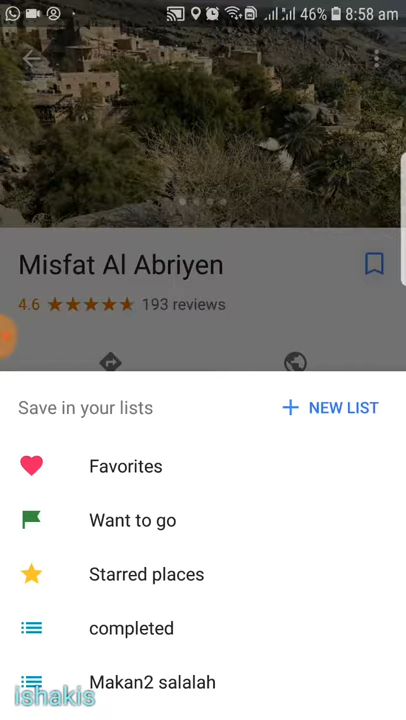 46% 8:58 am
Misfat Al Abriyen
4.6 193 reviews
Save in your lists
+ NEW LIST
Favorites
Want to go
Starred places
completed
Makan2 salalah
ishakis